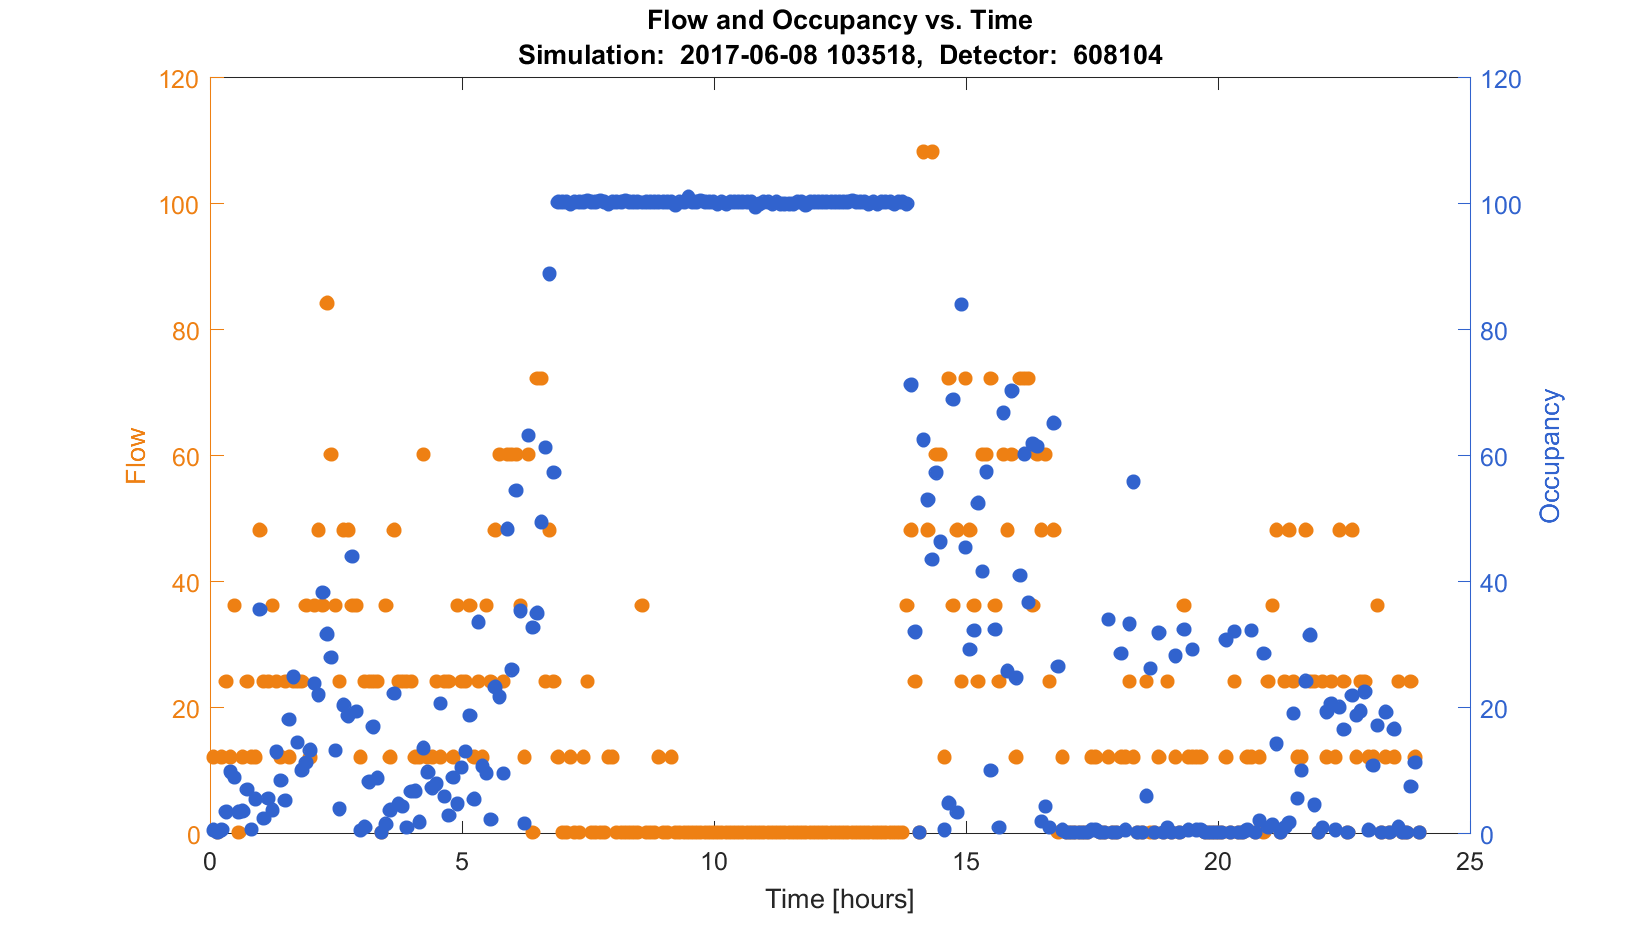 Flow and Occupancy vs. Time
Simulation:  2017-06-08 103518,  Detector:  608104
120
100
80
60
40
20
0
Flow
120
100
80
60
40
20
0
Occupancy
0 5 10 15 20 25
Time [hours]